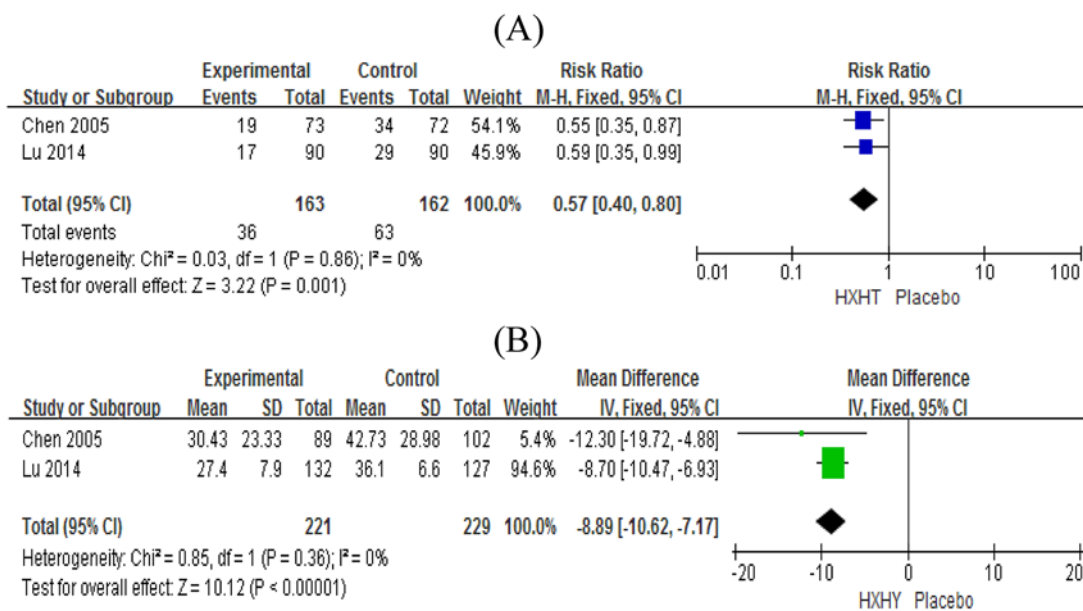 (A)
Experimental Control Risk Ratio Risk Ratio
Study or Subgroup Events Total Events Total Weight M-H, Fixed, 95% CI M-H, Fixed, 95% CI
Chen 2005 19 73 34 72 54.1% 0.55 [0.35, 0.87]
Lu 2014 17 90 29 90 45.9% 0.59 [0.35, 0.99]
Total (95% CI) 163 162 100.0% 0.57 [0.40, 0.80]
Total events 36 63
Heterogeneity: Chi² = 0.03, df = 1 (P = 0.86); I² = 0%
Test for overall effect: Z = 3.22 (P = 0.001)
0.01 0.1 1 10 100
HXHT Placebo
(B)
Experimental Control Mean Difference Mean Difference
Study or Subgroup Mean SD Total Mean SD Total Weight IV, Fixed, 95% CI IV, Fixed, 95% CI
Chen 2005 30.43 23.33 89 42.73 28.98 102 5.4% -12.30 [-19.72, -4.88]
Lu 2014 27.4 7.9 132 36.1 6.6 127 94.6% -8.70 [-10.47, -6.93]
Total (95% CI) 221 229 100.0% -8.89 [-10.62, -7.17]
Heterogeneity: Chi² = 0.85, df = 1 (P = 0.36); I² = 0%
Test for overall effect: Z = 10.12 (P < 0.00001)
-20 -10 0 10 20
HXHY Placebo